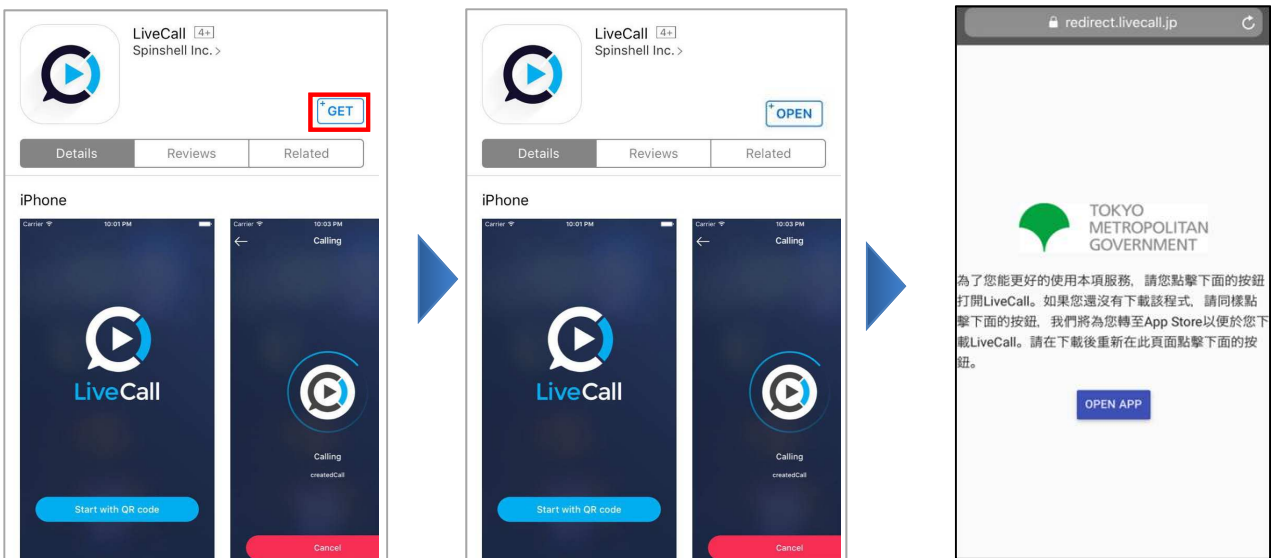 LiveCall 4+
Spinshell Inc. >
+GET
Details Reviews Related
iPhone
Carrier 10:01 PM
LiveCall
Start with QR code
Carrier 10:03 PM
Calling
Calling
createdCall
Cancel
LiveCall 4+
Spinshell Inc. >
+OPEN
Details Reviews Related
iPhone
Carrier 10:01 PM
LiveCall
Start with QR code
Carrier 10:03 PM
Calling
Calling
createdCall
Cancel
redirect.livecall.jp
TOKYO
METROPOLITAN
GOVERNMENT
為了您能更好的使用本項服務，請您點擊下面的按鈕
打開LiveCall。如果您還沒有下載該程式，請同樣點
擊下面的按鈕，我們將為您轉至App Store以便於您下
載LiveCall。請在下載後重新在此頁面點擊下面的按
鈕。
OPEN APP